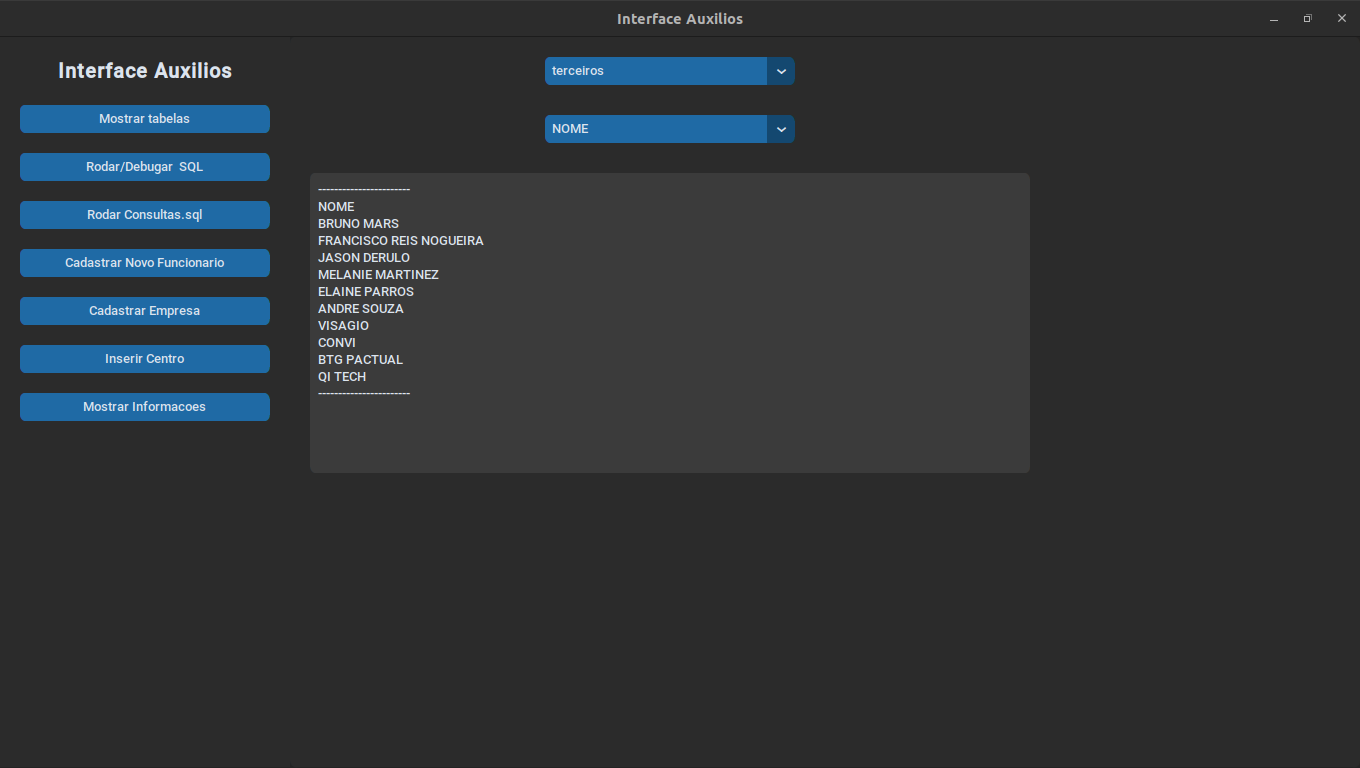 Interface Auxilios
Interface Auxilios
Mostrar tabelas
Rodar/Debugar  SQL
Rodar Consultas.sql
Cadastrar Novo Funcionario
Cadastrar Empresa
Inserir Centro
Mostrar Informacoes
terceiros
NOME
-----------------------
NOME
BRUNO MARS
FRANCISCO REIS NOGUEIRA
JASON DERULO
MELANIE MARTINEZ
ELAINE PARROS
ANDRE SOUZA
VISAGIO
CONVI
BTG PACTUAL
QI TECH
-----------------------